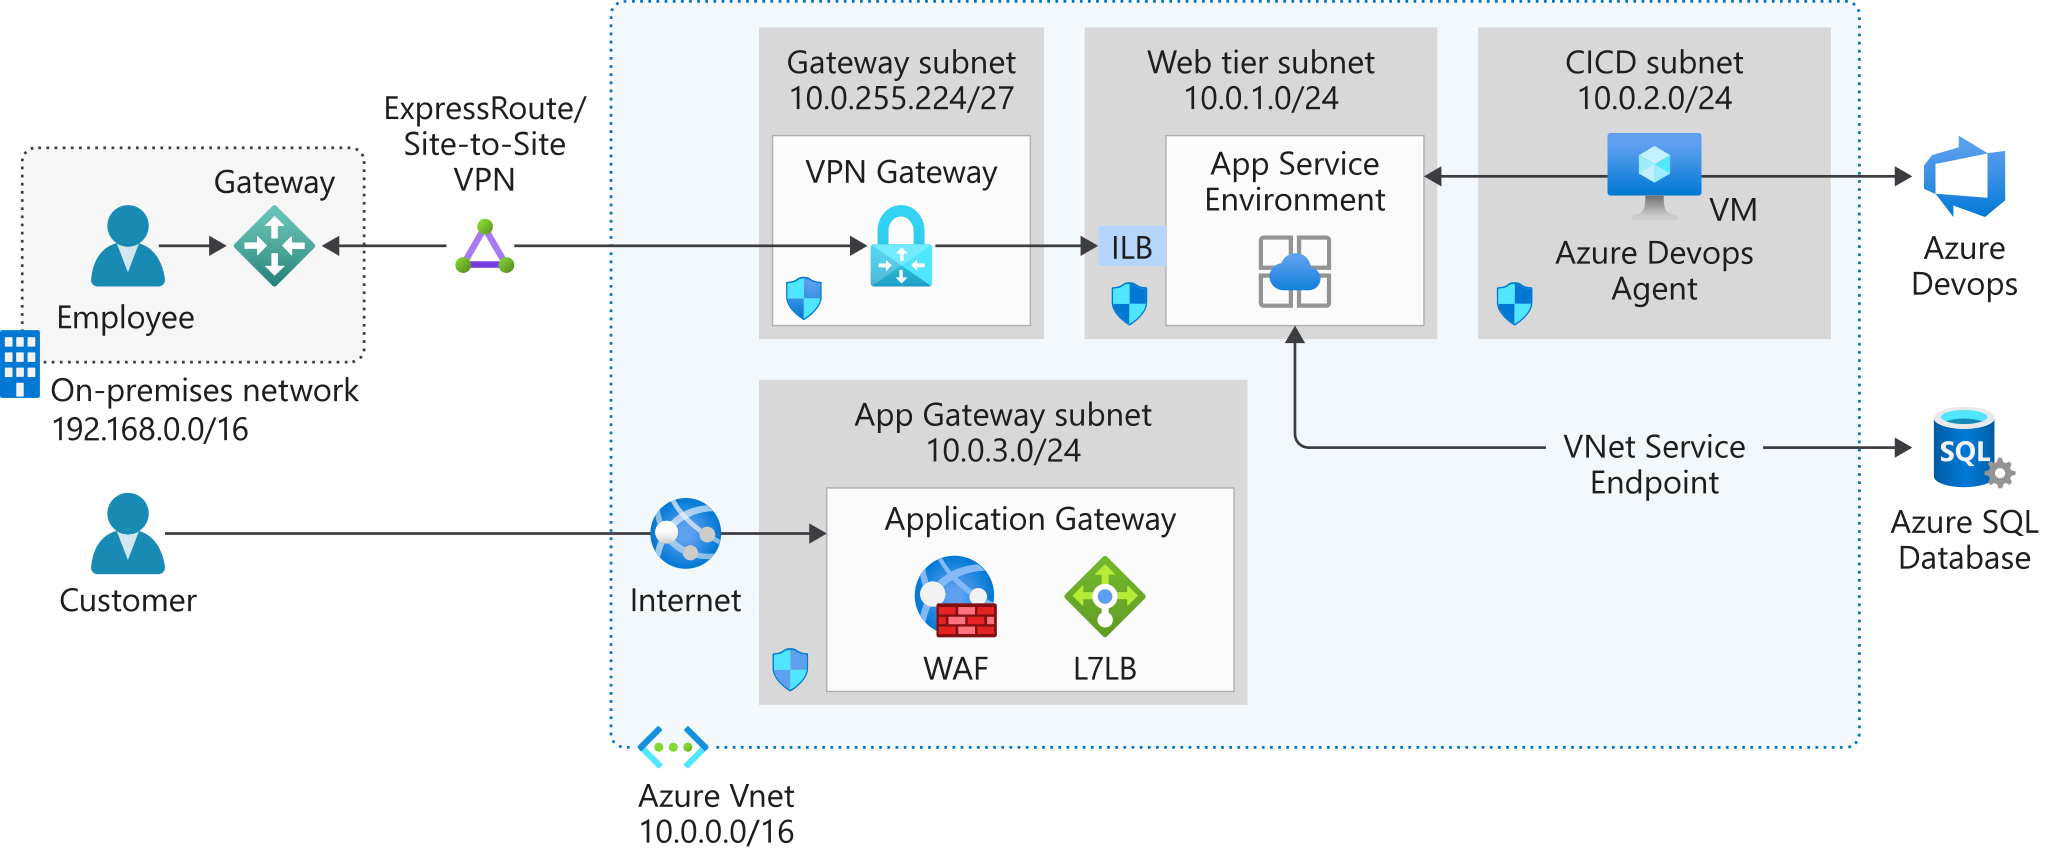 Gateway subnet
10.0.255.224/27
Web tier subnet
10.0.1.0/24
CICD subnet
10.0.2.0/24
ExpressRoute/
Site-to-Site
VPN
Gateway
Employee
On-premises network
192.168.0.0/16
VPN Gateway
ILB
App Service
Environment
VM
Azure Devops
Agent
Azure
Devops
App Gateway subnet
10.0.3.0/24
Application Gateway
WAF
L7LB
VNet Service
Endpoint
SQL
Azure SQL
Database
Customer
Internet
Azure Vnet
10.0.0.0/16